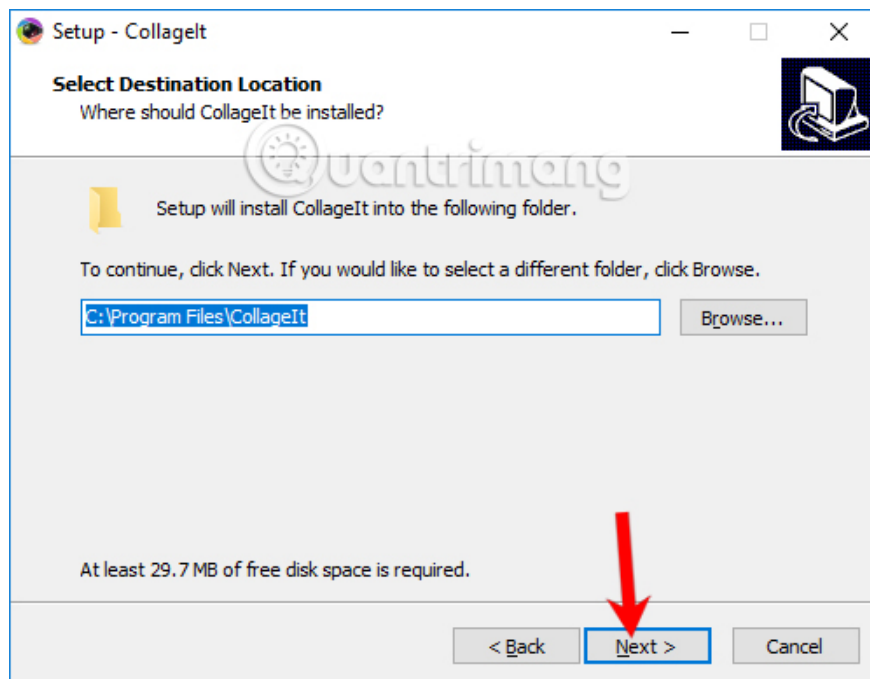 Setup - CollageIt
Select Destination Location
Where should CollageIt be installed?
Quantrimang
Setup will install CollageIt into the following folder.
To continue, click Next. If you would like to select a different folder, click Browse.
C:\Program Files\CollageIt
Browse...
At least 29.7 MB of free disk space is required.
< Back
Next >
Cancel